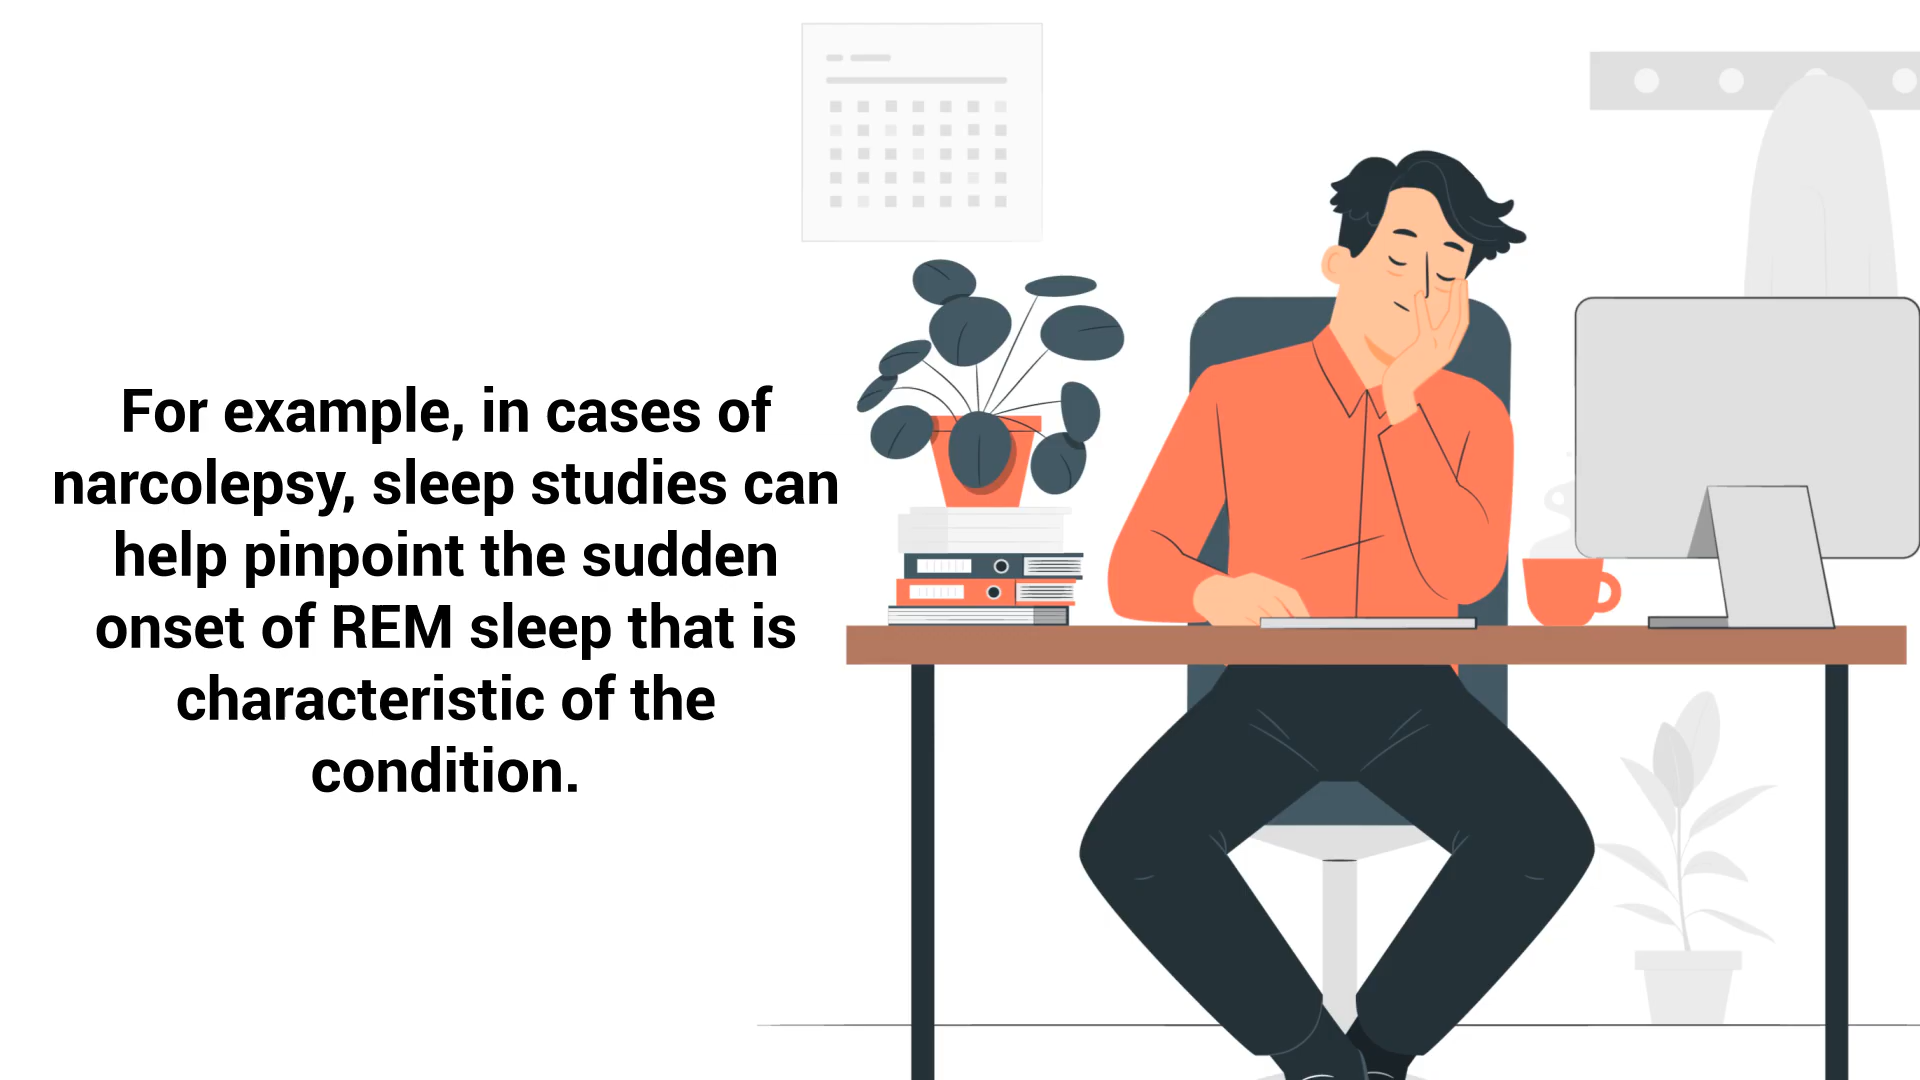 For example, in cases of
narcolepsy, sleep studies can
help pinpoint the sudden
onset of REM sleep that is
characteristic of the
condition.